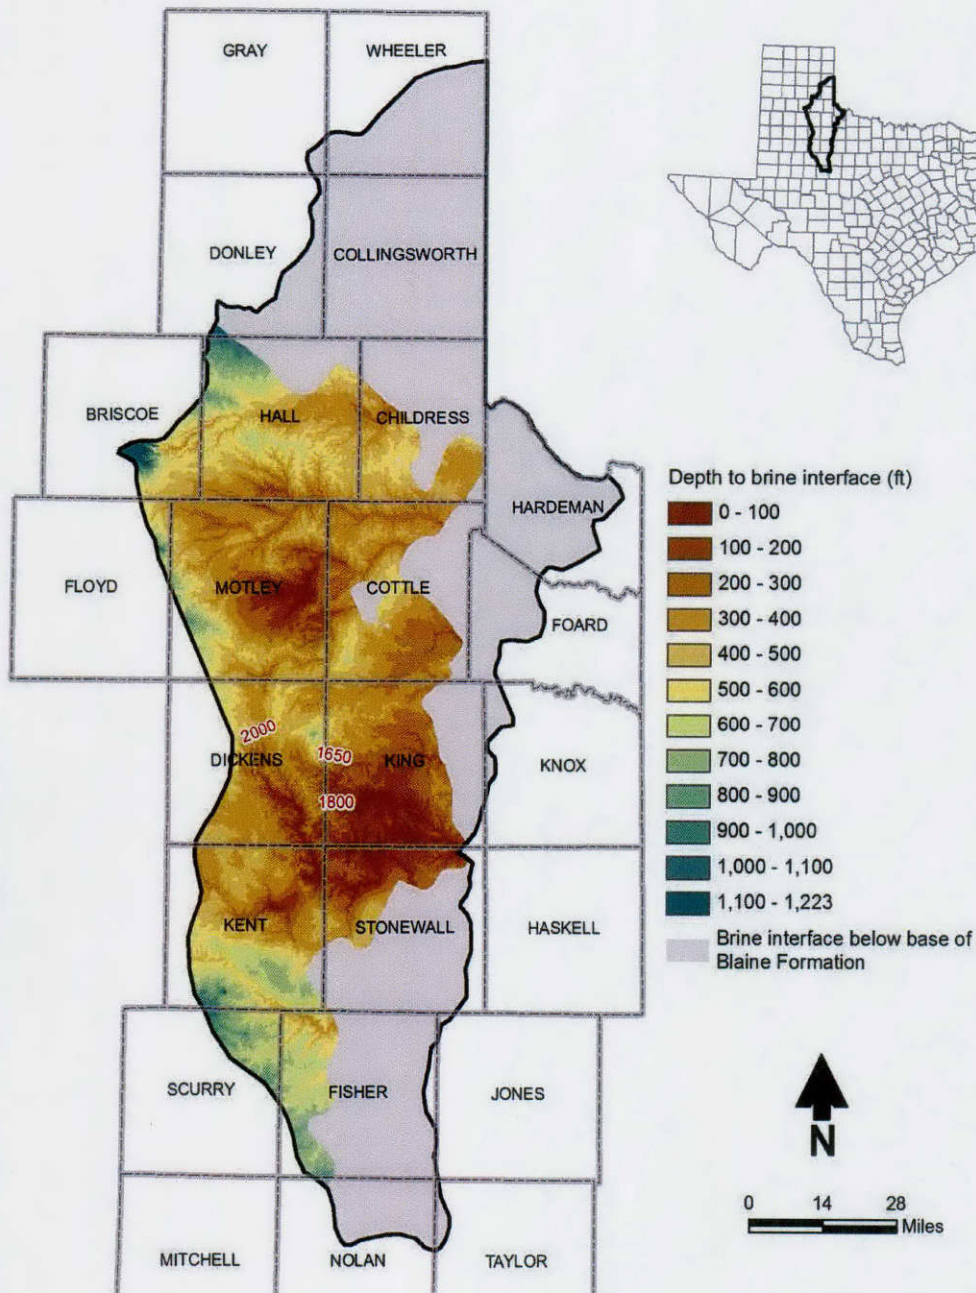 GRAY
WHEELER
DONLEY
COLLINGSWORTH
BRISCOE
HALL
CHILDRESS
HARDEMAN
FLOYD
MOTLEY
COTTLE
FOARD
2000
DICKENS
1650
KING
KNOX
1800
KENT
STONEWALL
HASKELL
SCURRY
FISHER
JONES
MITCHELL
NOLAN
TAYLOR
Depth to brine interface (ft)
0 - 100
100 - 200
200 - 300
300 - 400
400 - 500
500 - 600
600 - 700
700 - 800
800 - 900
900 - 1,000
1,000 - 1,100
1,100 - 1,223
Brine interface below base of
Blaine Formation
N
0 14 28
Miles